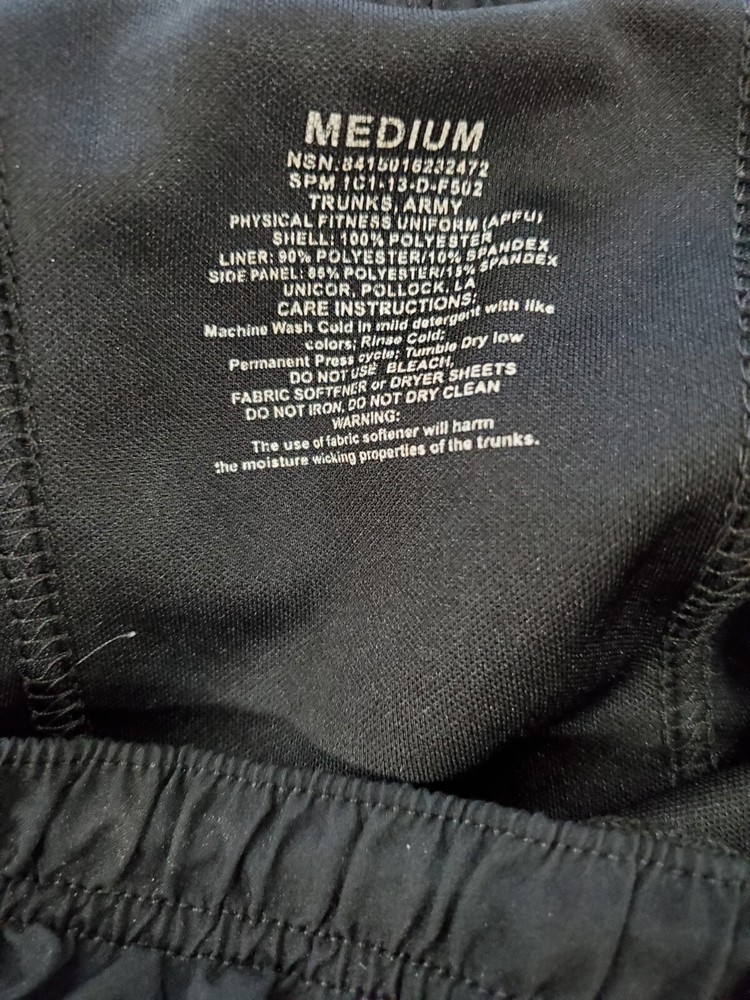 MEDIUM
NSN: 8415016232472
SPM 1C1-13-D-F502
TRUNKS, ARMY
PHYSICAL FITNESS UNIFORM (APFU)
SHELL: 100% POLYESTER
LINER: 90% POLYESTER/10% SPANDEX
SIDE PANEL: 85% POLYESTER/15% SPANDEX
UNICOR, POLLOCK, LA
CARE INSTRUCTIONS:
Machine Wash Cold in mild detergent with like
colors; Rinse Cold;
Permanent Press cycle; Tumble Dry low
DO NOT USE BLEACH,
FABRIC SOFTENER or DRYER SHEETS
DO NOT IRON, DO NOT DRY CLEAN
WARNING:
The use of fabric softener will harm
the moisture wicking properties of the trunks.